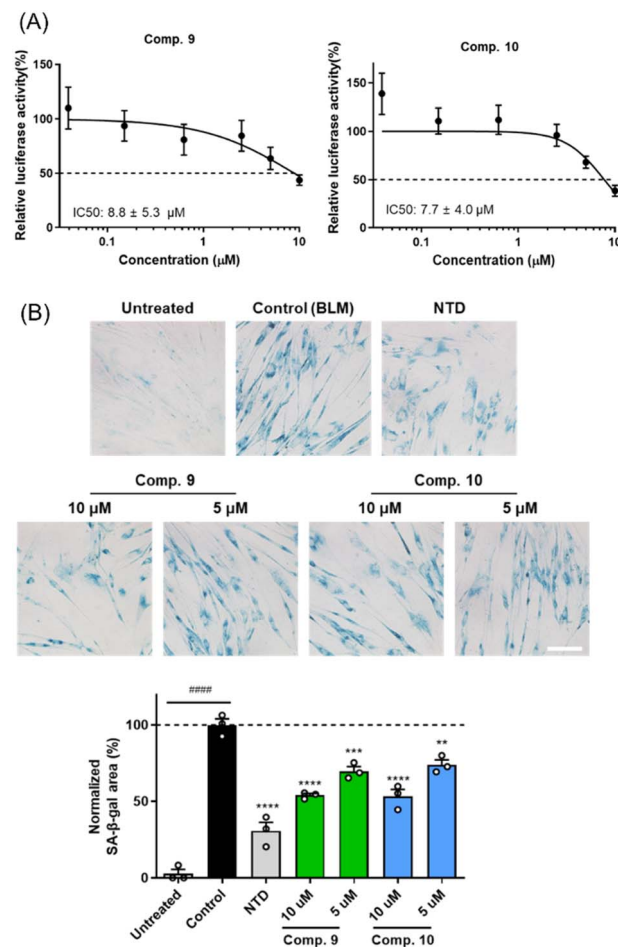 (A)
Comp. 9
Relative luciferase activity(%)
150
100
50
0
IC50: 8.8 ± 5.3 μM
0.1
1
10
Concentration (μM)
Comp. 10
Relative luciferase activity(%)
150
100
50
0
IC50: 7.7 ± 4.0 μM
0.1
1
10
Concentration (μM)
(B)
Untreated
Control (BLM)
NTD
Comp. 9
Comp. 10
10 μM
5 μM
10 μM
5 μM
Normalized
SA-β-gal area (%)
100
50
0
####
****
****
***
****
**
Untreated
Control
NTD
10 uM
5 uM
10 uM
5 uM
Comp. 9
Comp. 10